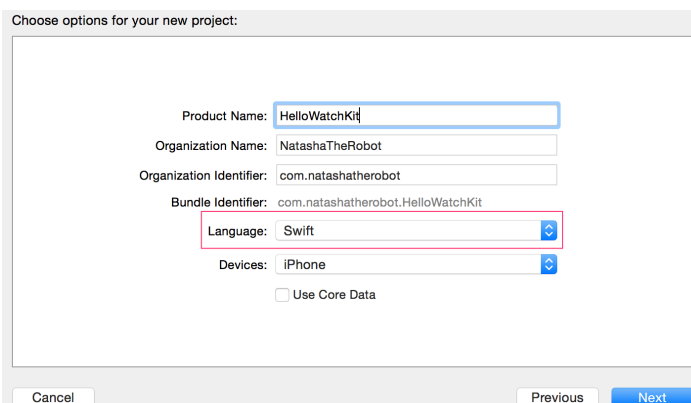 Choose options for your new project:
Product Name: HelloWatchKit
Organization Name: NatashaTheRobot
Organization Identifier: com.natashatherobot
Bundle Identifier: com.natashatherobot.HelloWatchKit
Language: Swift
Devices: iPhone
Use Core Data
Cancel Previous Next